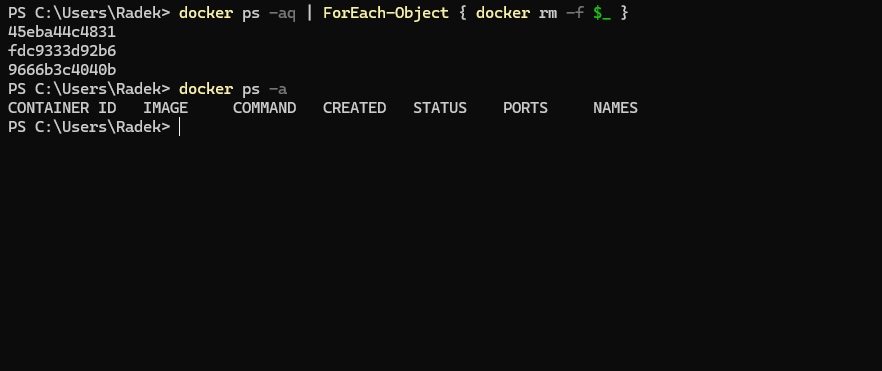 PS C:\Users\Radek> docker ps -aq | ForEach-Object { docker rm -f $_ }
45eba44c4831
fdc9333d92b6
9666b3c4040b
PS C:\Users\Radek> docker ps -a
CONTAINER ID   IMAGE     COMMAND   CREATED   STATUS    PORTS     NAMES
PS C:\Users\Radek>